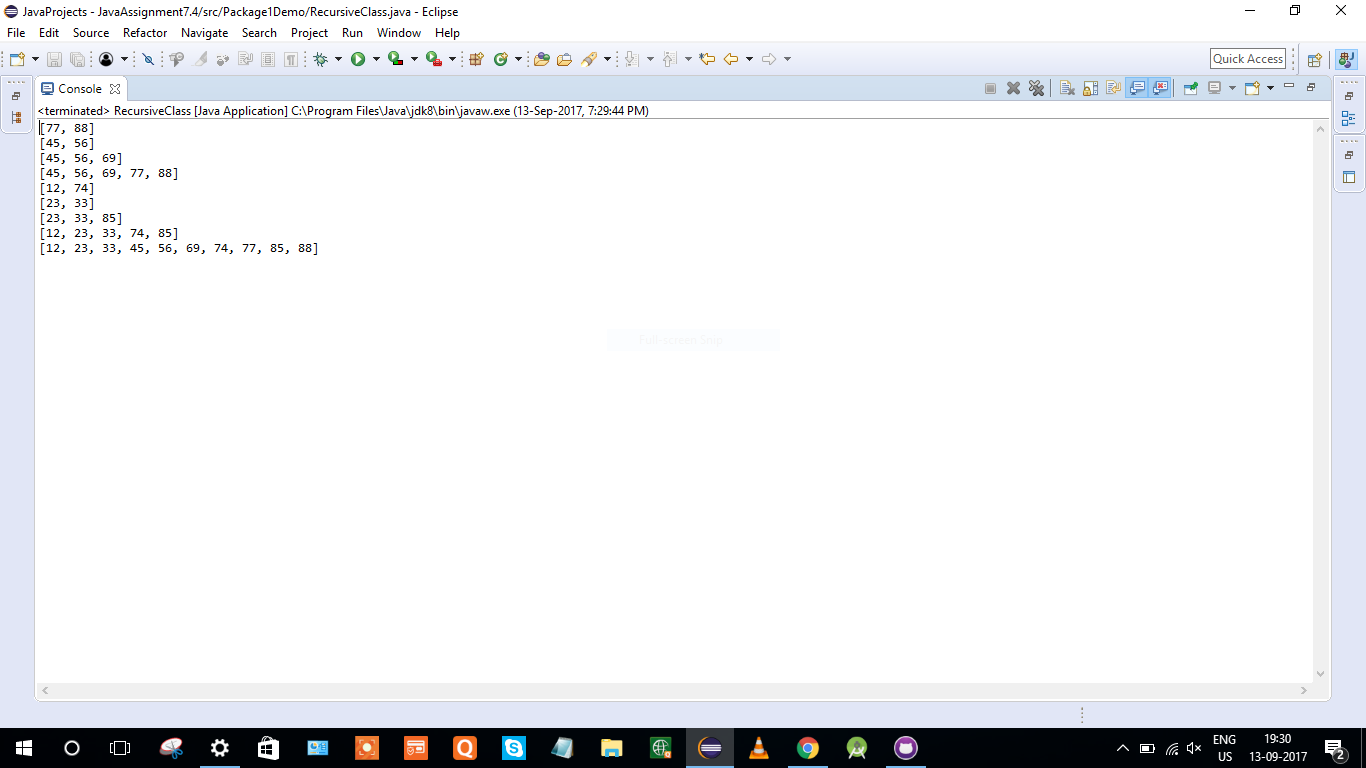 JavaProjects - JavaAssignment7.4/src/Package1Demo/RecursiveClass.java - Eclipse
File Edit Source Refactor Navigate Search Project Run Window Help
Quick Access
Console
<terminated> RecursiveClass [Java Application] C:\Program Files\Java\jdk8\bin\javaw.exe (13-Sep-2017, 7:29:44 PM)
[77, 88]
[45, 56]
[45, 56, 69]
[45, 56, 69, 77, 88]
[12, 74]
[23, 33]
[23, 33, 85]
[12, 23, 33, 74, 85]
[12, 23, 33, 45, 56, 69, 74, 77, 85, 88]
Full-screen Snip
ENG 19:30
US 13-09-2017 2